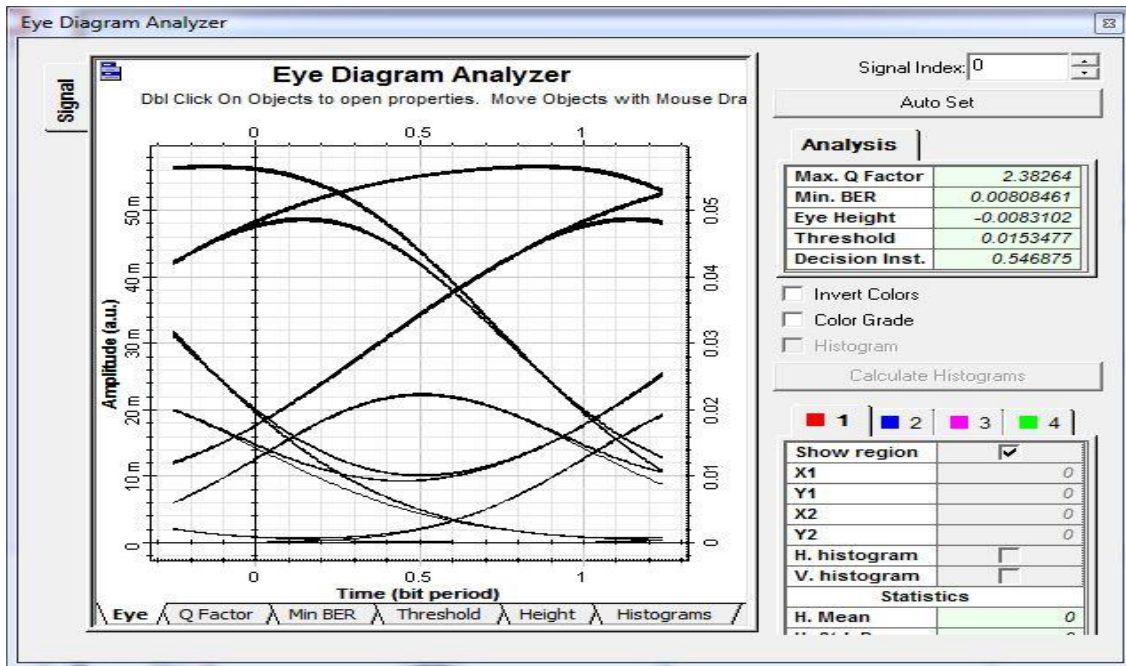 Eye Diagram Analyzer
Signal
Eye Diagram Analyzer
Dbl Click On Objects to open properties. Move Objects with Mouse Dra
0 0.5 1
Amplitude (a.u.)
50 m
40 m
30 m
20 m
10 m
0
0.05
0.04
0.03
0.02
0.01
0
0 0.5 1
Time (bit period)
Eye Q Factor Min BER Threshold Height Histograms
Signal Index: 0
Auto Set
Analysis
Max. Q Factor 2.38264
Min. BER 0.00808461
Eye Height -0.0083102
Threshold 0.0153477
Decision Inst. 0.546875
Invert Colors
Color Grade
Histogram
Calculate Histograms
1 2 3 4
Show region
X1 0
Y1 0
X2 0
Y2 0
H. histogram
V. histogram
Statistics
H. Mean 0